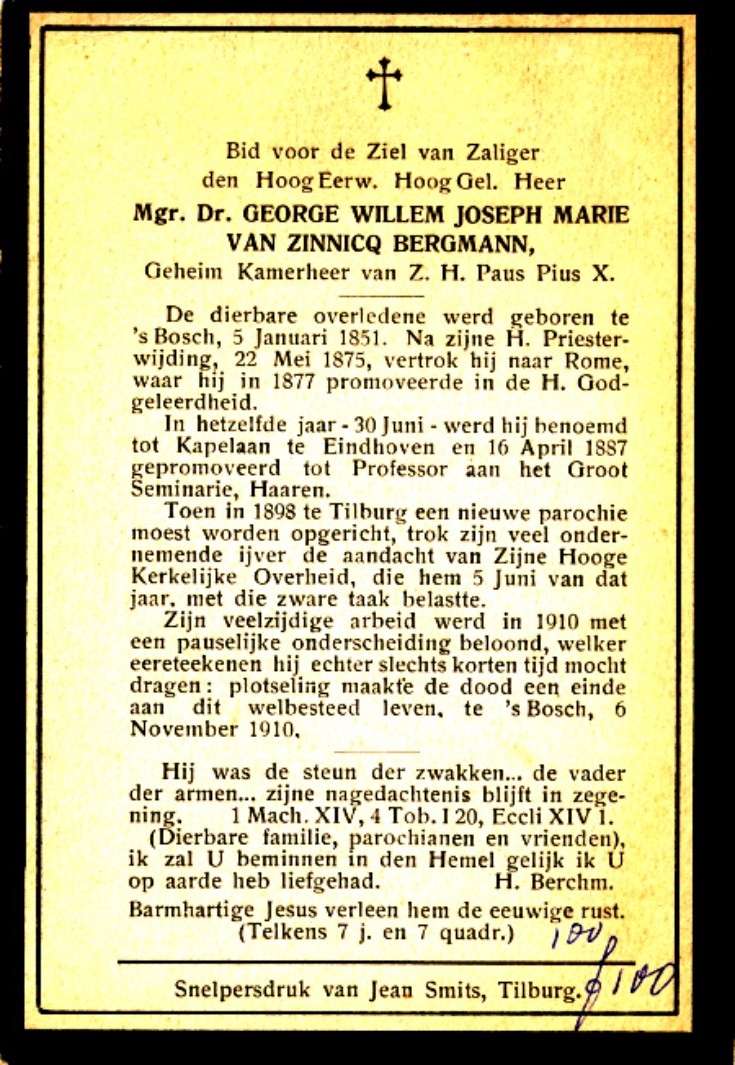 Bid voor de Ziel van Zaliger
den HoogEerw. HoogGel. Heer
Mgr. Dr. GEORGE WILLEM JOSEPH MARIE
VAN ZINNICQ BERGMANN,
Geheim Kamerheer van Z. H. Paus Pius X.
De dierbare overledene werd geboren te
's Bosch, 5 Januari 1851. Na zijne H. Priester-
wijding, 22 Mei 1875, vertrok hij naar Rome,
waar hij in 1877 promoveerde in de H. God-
geleerdheid.
In hetzelfde jaar - 30 Juni - werd hij benoemd
tot Kapelaan te Eindhoven en 16 April 1887
gepromoveerd tot Professor aan het Groot
Seminarie, Haaren.
Toen in 1898 te Tilburg een nieuwe parochie
moest worden opgericht, trok zijn veel onder-
nemende ijver de aandacht van Zijne Hooge
Kerkelijke Overheid, die hem 5 Juni van dat
jaar, met die zware taak belastte.
Zijn veelzijdige arbeid werd in 1910 met
een pauselijke onderscheiding beloond, welker
eereteekenen hij echter slechts korten tijd mocht
dragen: plotseling maakte de dood een einde
aan dit welbesteed leven, te 's Bosch, 6
November 1910.
Hij was de steun der zwakken... de vader
der armen... zijne nagedachtenis blijft in zege-
ning. 1 Mach. XIV, 4 Tob. I 20, Eccli XIV 1.
(Dierbare familie, parochianen en vrienden),
ik zal U beminnen in den Hemel gelijk ik U
op aarde heb liefgehad. H. Berchm.
Barmhartige Jesus verleen hem de eeuwige rust.
(Telkens 7 j. en 7 quadr.) 100
Snelpersdruk van Jean Smits, Tilburg. 100